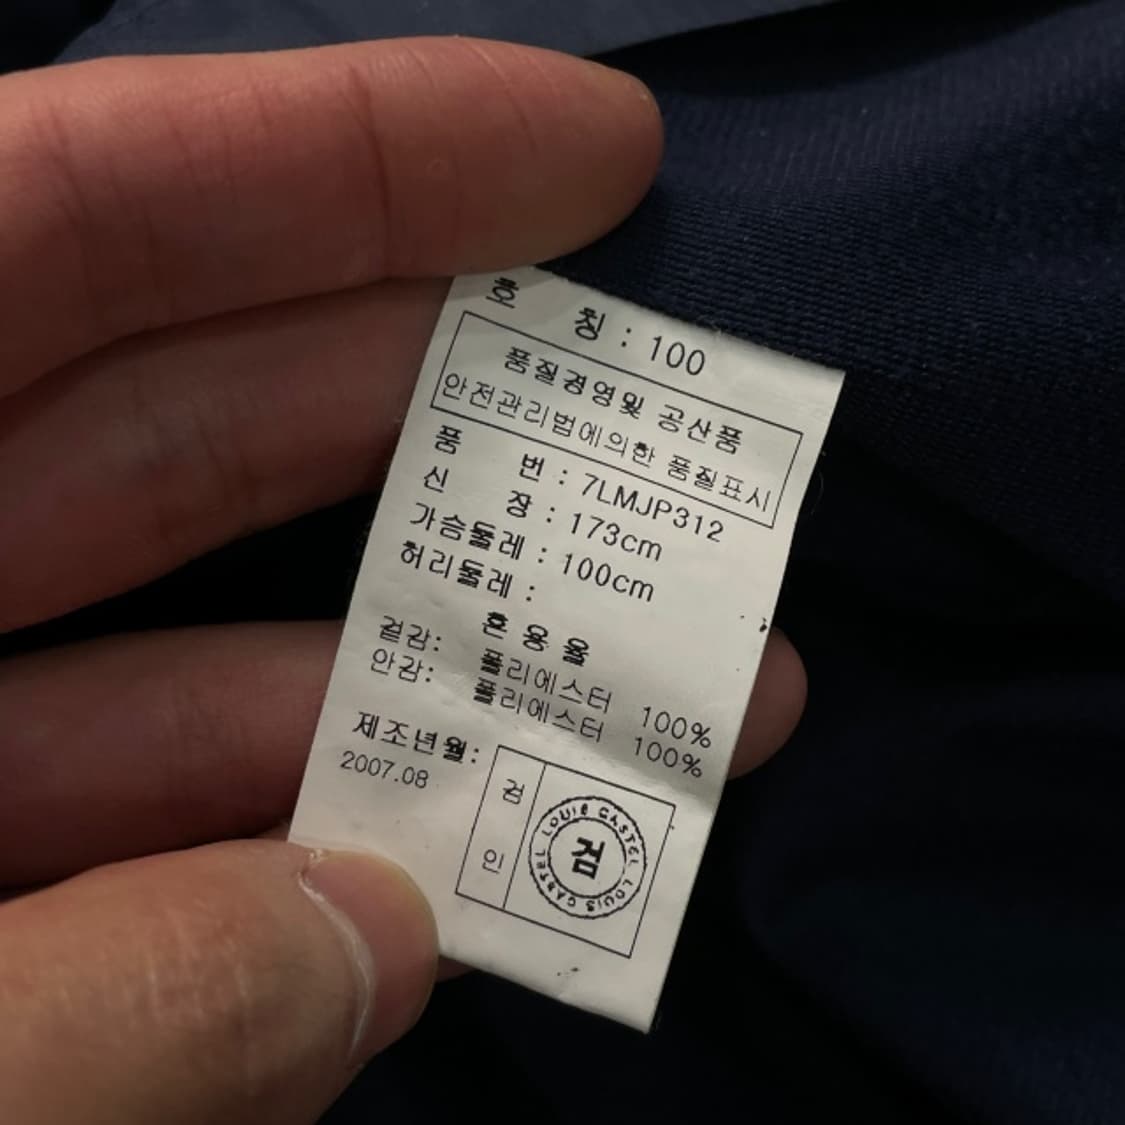 호 칭 : 100
품질경영및 공산품
안전관리법에의한 품질표시
품 번 : 7LMJP312
신 장 : 173cm
가슴둘레 : 100cm
허리둘레 :
혼 용 율
겉감: 폴리에스터 100%
안감: 폴리에스터 100%
제조년월:
2007.08
검 인
LOUIS CASTEL LOUIS CASTEL
검